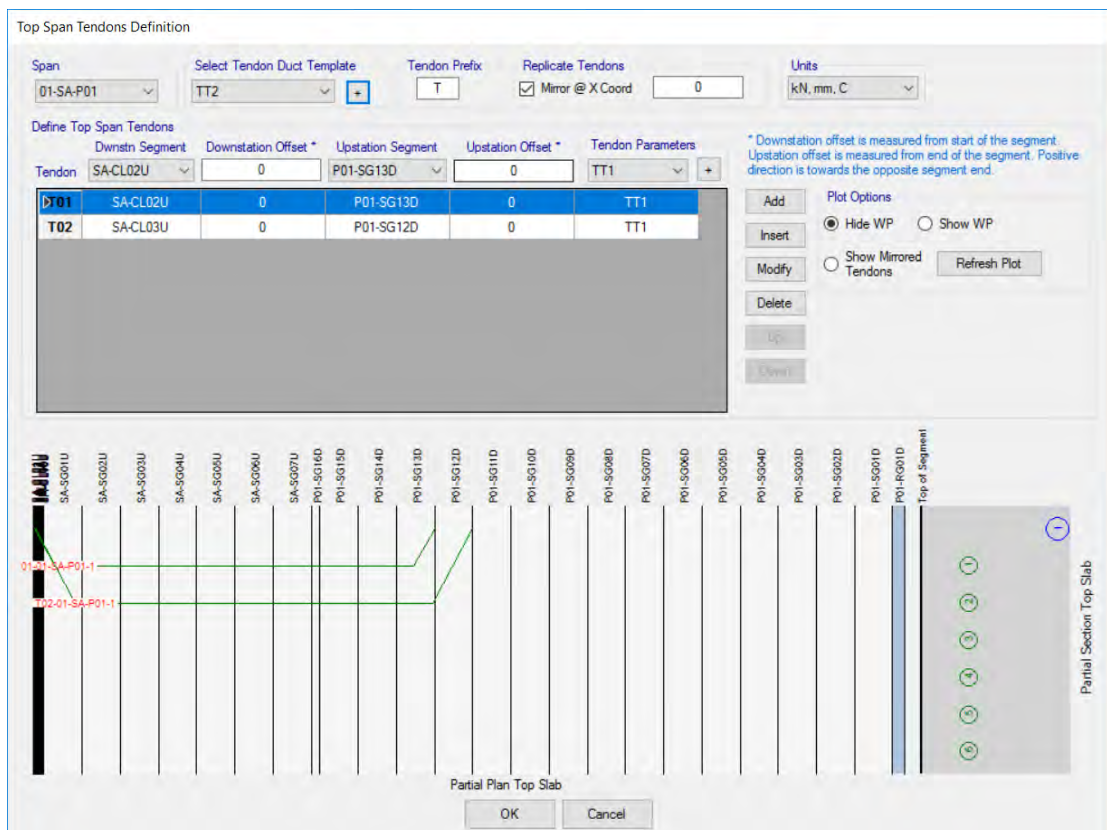 Top Span Tendons Definition
Span
Select Tendon Duct Template
Tendon Prefix
Replicate Tendons
Units
01-SA-P01
TT2
+
T
Mirror @ X Coord
0
kN, mm, C
Define Top Span Tendons
Dwnstn Segment
Downstation Offset *
Upstation Segment
Upstation Offset *
Tendon Parameters
Tendon
SA-CL02U
0
P01-SG13D
0
TT1
+
* Downstation offset is measured from start of the segment.
Upstation offset is measured from end of the segment. Positive
direction is towards the opposite segment end.
T01 SA-CL02U 0 P01-SG13D 0 TT1
T02 SA-CL03U 0 P01-SG12D 0 TT1
Add
Insert
Modify
Delete
Up
Down
Plot Options
Hide WP
Show WP
Show Mirrored
Tendons
Refresh Plot
SA-SG01U
SA-SG02U
SA-SG03U
SA-SG04U
SA-SG05U
SA-SG06U
SA-SG07U
P01-SG16D
P01-SG15D
P01-SG14D
P01-SG13D
P01-SG12D
P01-SG11D
P01-SG10D
P01-SG09D
P01-SG08D
P01-SG07D
P01-SG06D
P01-SG05D
P01-SG04D
P01-SG03D
P01-SG02D
P01-SG01D
P01-RG01D
Top of Segment
01-01-SA-P01-1
T02-01-SA-P01-1
1
1
2
3
4
5
6
Partial Section Top Slab
Partial Plan Top Slab
OK
Cancel